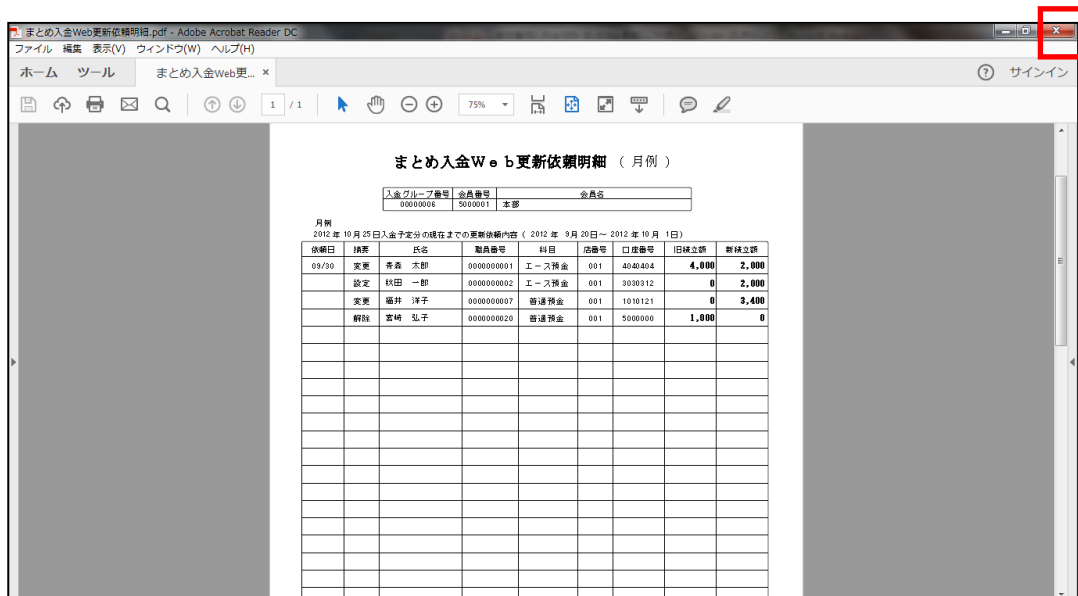 まとめ入金Web更新依頼明細.pdf - Adobe Acrobat Reader DC
ファイル 編集 表示(V) ウィンドウ(W) ヘルプ(H)
ホーム ツール まとめ入金Web更... × ? サインイン
1 / 1 75%
まとめ入金Web更新依頼明細 ( 月例 )
入金グループ番号 会員番号 会員名
00000006 5000001 本部
月例
2012 年 10 月 25 日入金予定分の現在までの更新依頼内容 ( 2012 年 9月 20日～ 2012 年 10 月 1日)
依頼日 摘要 氏名 職員番号 科目 店番号 口座番号 旧積立額 新積立額
09/30 変更 青森 太郎 0000000001 エース預金 001 4040404 4,000 2,000
設定 秋田 一郎 0000000002 エース預金 001 3030312 0 2,000
変更 福井 洋子 0000000007 普通預金 001 1010121 0 3,400
解除 宮崎 弘子 0000000020 普通預金 001 5000000 1,000 0